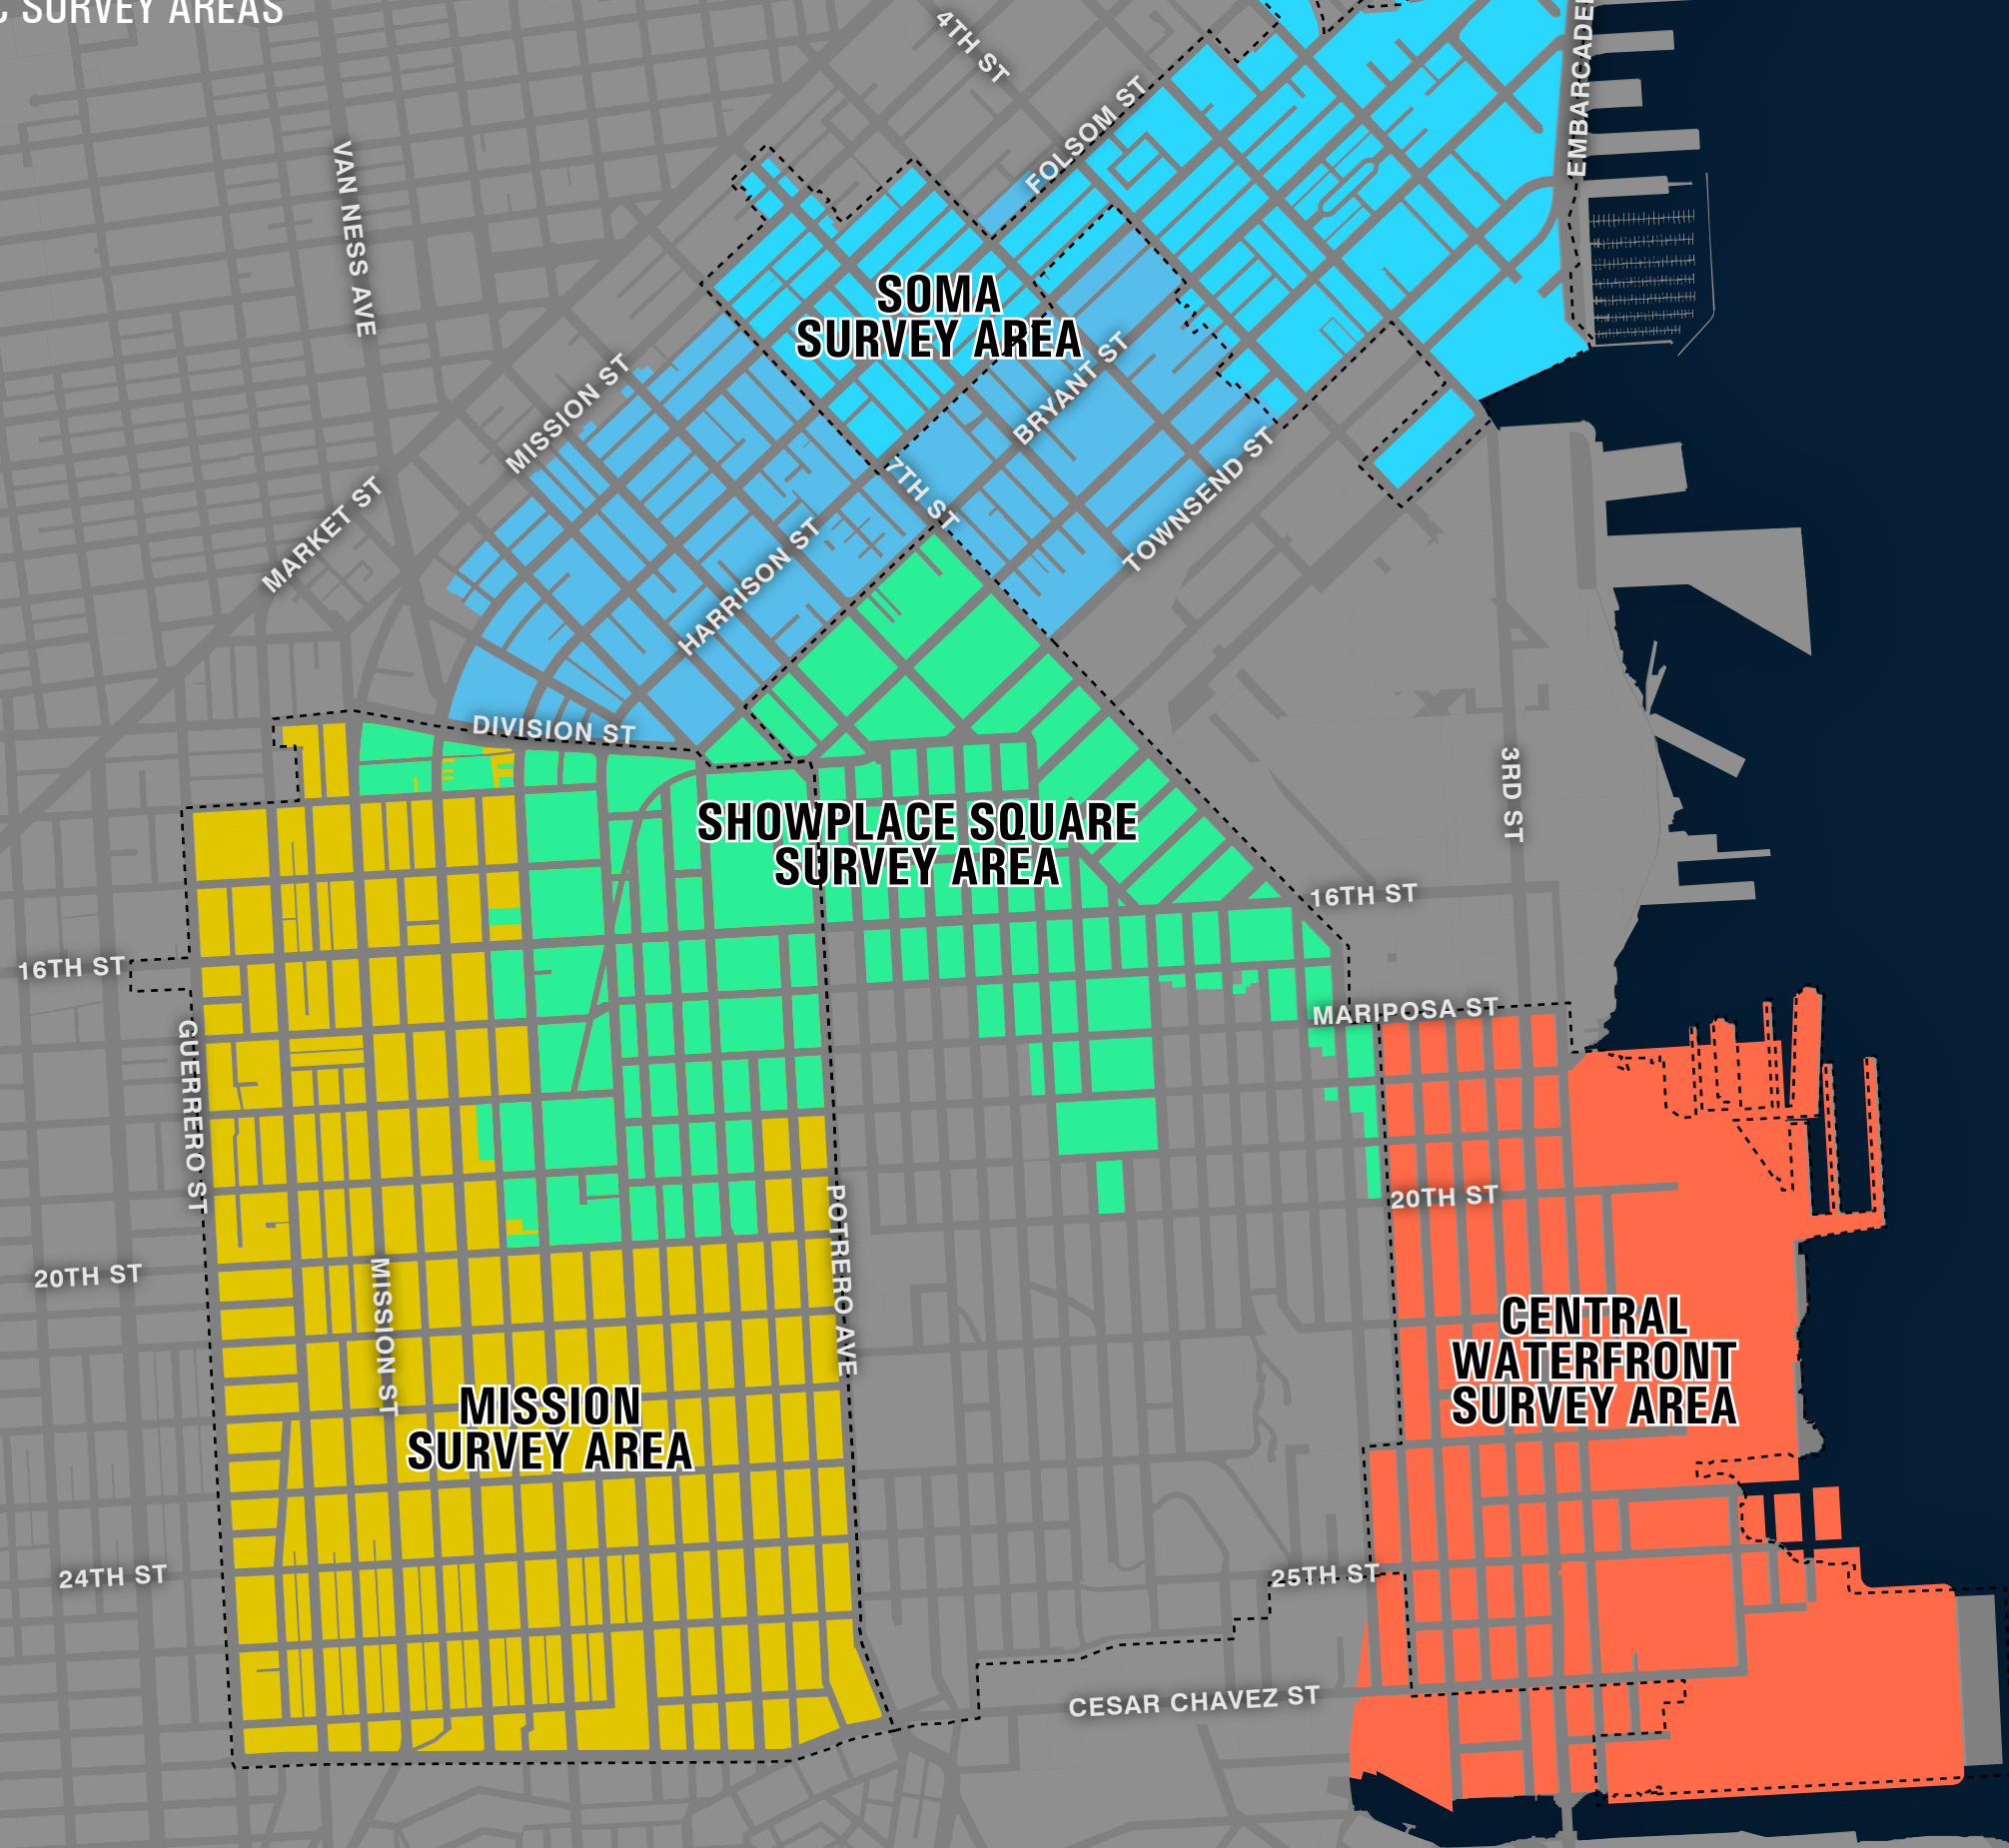 SURVEY AREAS
4TH ST
FOLSOM ST
VAN NESS AVE
SOMA
SURVEY AREA
MISSION ST
BRYANT ST
MARKET ST
7TH ST
TOWNSEND ST
HARRISON ST
DIVISION ST
3RD ST
SHOWPLACE SQUARE
SURVEY AREA
16TH ST
16TH ST
MARIPOSA ST
GUERRERO ST
20TH ST
POTRERO AVE
20TH ST
MISSION ST
CENTRAL
WATERFRONT
SURVEY AREA
MISSION
SURVEY AREA
24TH ST
25TH ST
CESAR CHAVEZ ST